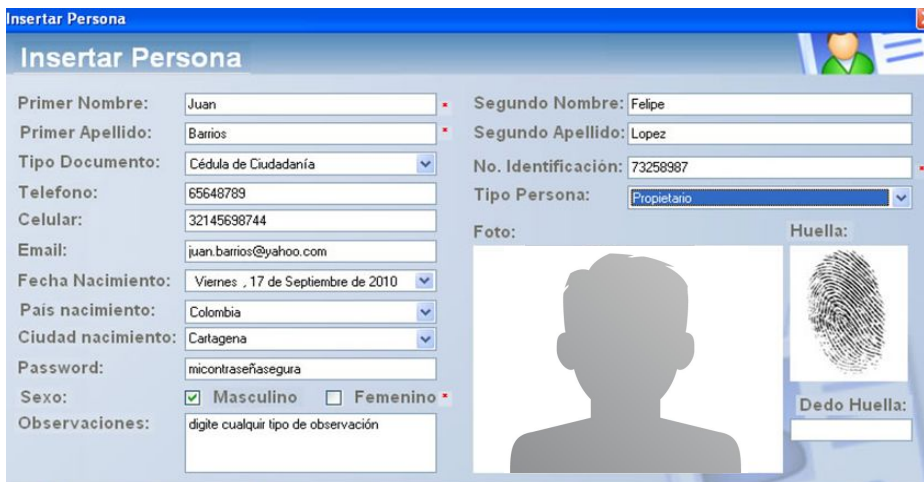 Insertar Persona
Insertar Persona
Primer Nombre: Juan * Segundo Nombre: Felipe
Primer Apellido: Barrios * Segundo Apellido: Lopez
Tipo Documento: Cédula de Ciudadanía No. Identificación: 73258987 *
Telefono: 65648789 Tipo Persona: Propietario
Celular: 32145698744
Foto: Huella:
Email: juan.barrios@yahoo.com
Fecha Nacimiento: Viernes , 17 de Septiembre de 2010
País nacimiento: Colombia
Ciudad nacimiento: Cartagena
Password: micontraseñasegura
Sexo: Masculino Femenino *
Dedo Huella:
Observaciones: digite cualquir tipo de observación